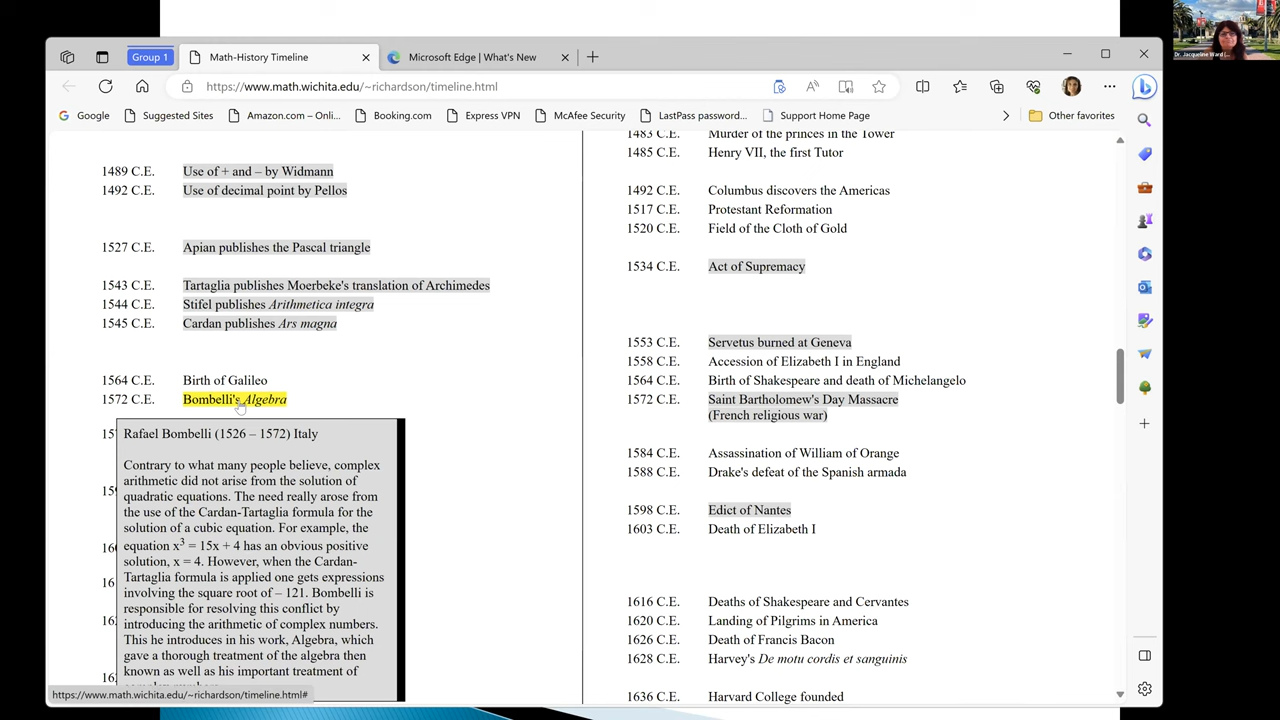 Group 1
Math-History Timeline
Microsoft Edge | What's New
https://www.math.wichita.edu/~richardson/timeline.html
Google
Suggested Sites
Amazon.com – Onli...
Booking.com
Express VPN
McAfee Security
LastPass password...
Support Home Page
Other favorites
Dr. Jacqueline Ward (...
1489 C.E. Use of + and – by Widmann
1492 C.E. Use of decimal point by Pellos
1527 C.E. Apian publishes the Pascal triangle
1543 C.E. Tartaglia publishes Moerbeke's translation of Archimedes
1544 C.E. Stifel publishes Arithmetica integra
1545 C.E. Cardan publishes Ars magna
1564 C.E. Birth of Galileo
1572 C.E. Bombelli's Algebra
Rafael Bombelli (1526 – 1572) Italy
Contrary to what many people believe, complex
arithmetic did not arise from the solution of
quadratic equations. The need really arose from
the use of the Cardan-Tartaglia formula for the
solution of a cubic equation. For example, the
equation x³ = 15x + 4 has an obvious positive
solution, x = 4. However, when the Cardan-
Tartaglia formula is applied one gets expressions
involving the square root of – 121. Bombelli is
responsible for resolving this conflict by
introducing the arithmetic of complex numbers.
This he introduces in his work, Algebra, which
gave a thorough treatment of the algebra then
known as well as his important treatment of
https://www.math.wichita.edu/~richardson/timeline.html#
1483 C.E. Murder of the princes in the Tower
1485 C.E. Henry VII, the first Tutor
1492 C.E. Columbus discovers the Americas
1517 C.E. Protestant Reformation
1520 C.E. Field of the Cloth of Gold
1534 C.E. Act of Supremacy
1553 C.E. Servetus burned at Geneva
1558 C.E. Accession of Elizabeth I in England
1564 C.E. Birth of Shakespeare and death of Michelangelo
1572 C.E. Saint Bartholomew's Day Massacre
(French religious war)
1584 C.E. Assassination of William of Orange
1588 C.E. Drake's defeat of the Spanish armada
1598 C.E. Edict of Nantes
1603 C.E. Death of Elizabeth I
1616 C.E. Deaths of Shakespeare and Cervantes
1620 C.E. Landing of Pilgrims in America
1626 C.E. Death of Francis Bacon
1628 C.E. Harvey's De motu cordis et sanguinis
1636 C.E. Harvard College founded